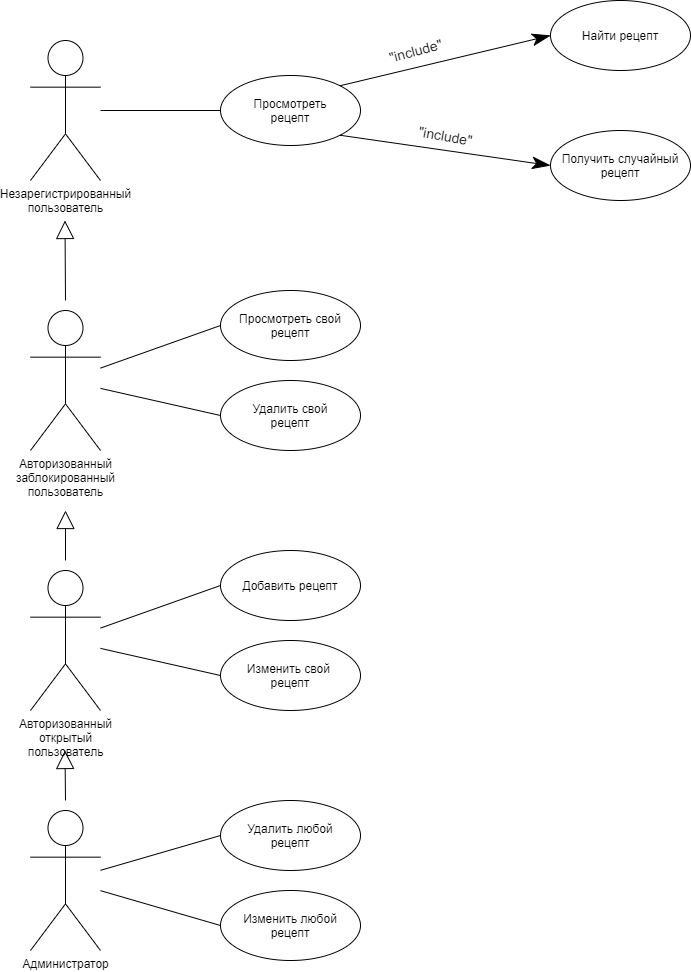 Найти рецепт
"include"
Просмотреть
рецепт
"include"
Получить случайный
рецепт
Незарегистрированный
пользователь
Просмотреть свой
рецепт
Удалить свой
рецепт
Авторизованный
заблокированный
пользователь
Добавить рецепт
Изменить свой
рецепт
Авторизованный
открытый
пользователь
Удалить любой
рецепт
Изменить любой
рецепт
Администратор